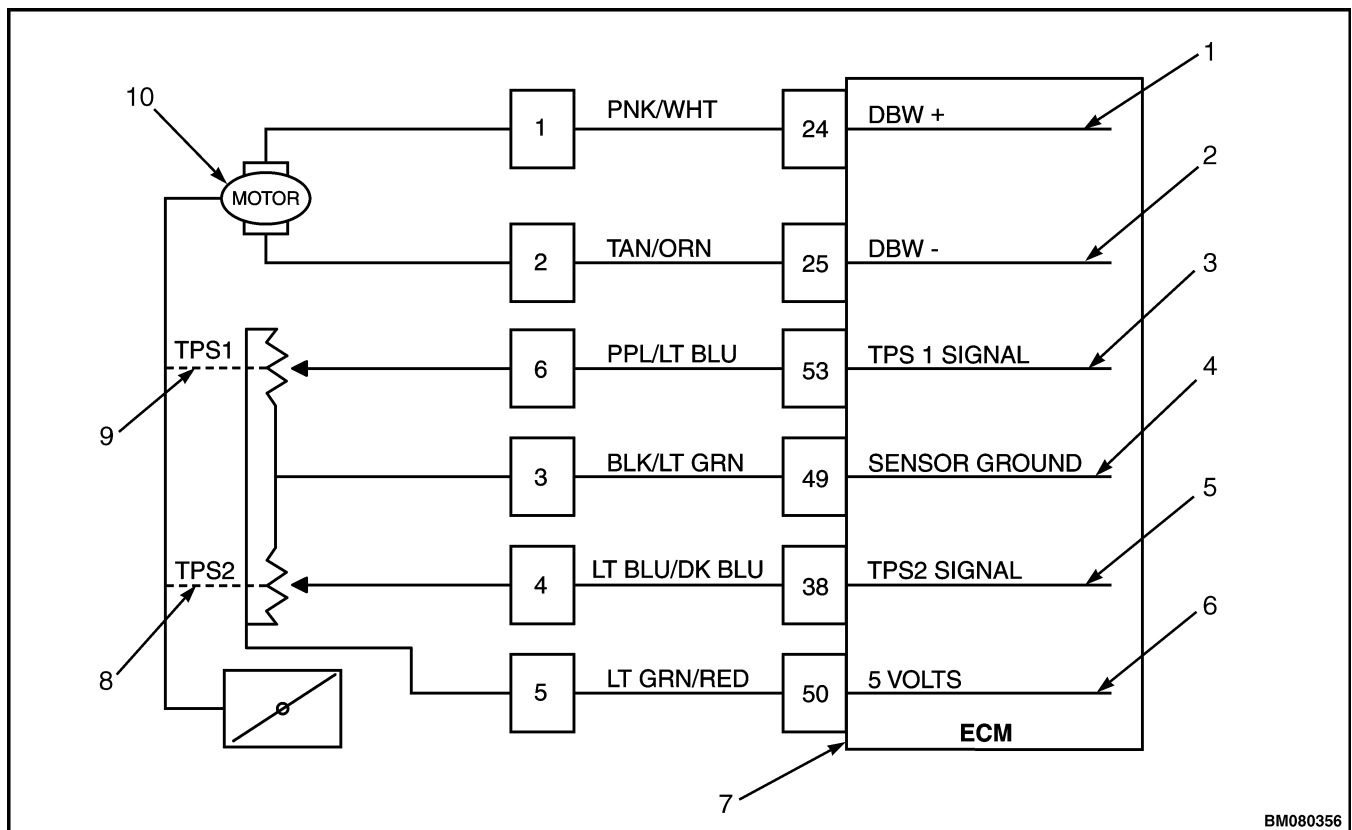 1
10
PNK/WHT
DBW +
1
24
MOTOR
2
TAN/ORN
DBW -
2
25
3
TPS1
PPL/LT BLU
TPS 1 SIGNAL
6
53
4
9
BLK/LT GRN
SENSOR GROUND
3
49
5
TPS2
LT BLU/DK BLU
TPS2 SIGNAL
4
38
6
8
LT GRN/RED
5 VOLTS
5
50
ECM
7
BM080356